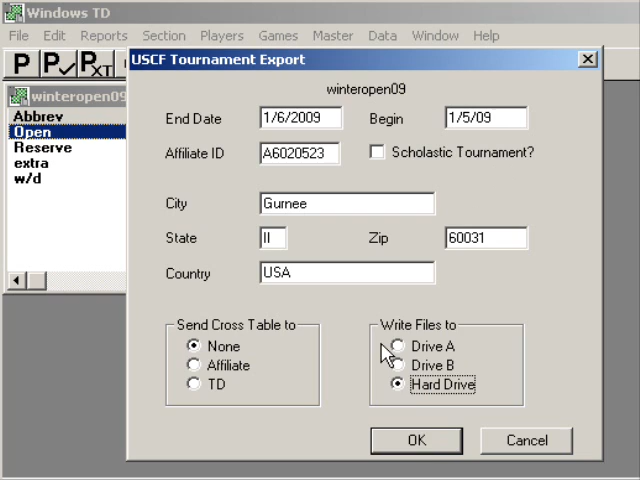 Windows TD
File Edit Reports Section Players Games Master Data Window Help
P P PXT
USCF Tournament Export
winteropen09
winteropen09
Abbrev
Open
Reserve
extra
w/d
End Date 1/6/2009 Begin 1/5/09
Affiliate ID A6020523 Scholastic Tournament?
City Gurnee
State Il Zip 60031
Country USA
Send Cross Table to
None
Affiliate
TD
Write Files to
Drive A
Drive B
Hard Drive
OK Cancel